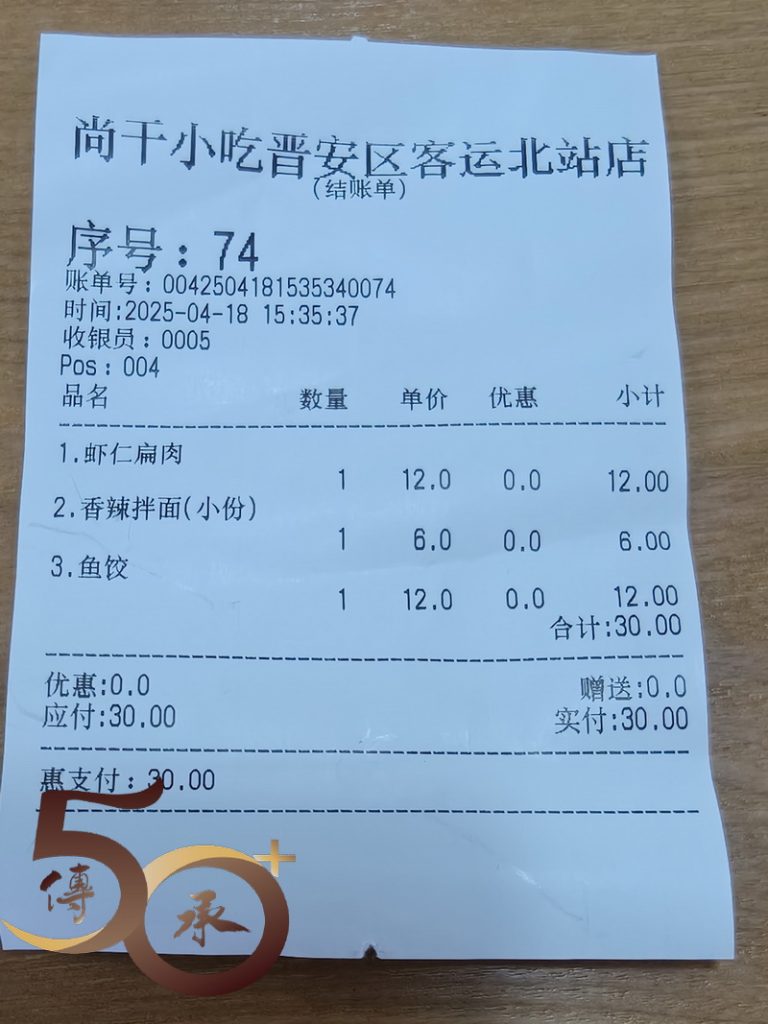 尚干小吃晋安区客运北站店
(结账单)
序号：74
账单号：0042504181535340074
时间:2025-04-18 15:35:37
收银员：0005
Pos：004
品名 数量 单价 优惠 小计
1.虾仁扁肉
1 12.0 0.0 12.00
2.香辣拌面(小份)
1 6.0 0.0 6.00
3.鱼饺
1 12.0 0.0 12.00
合计:30.00
优惠:0.0 赠送:0.0
应付:30.00 实付:30.00
惠支付：30.00
50+
傳承